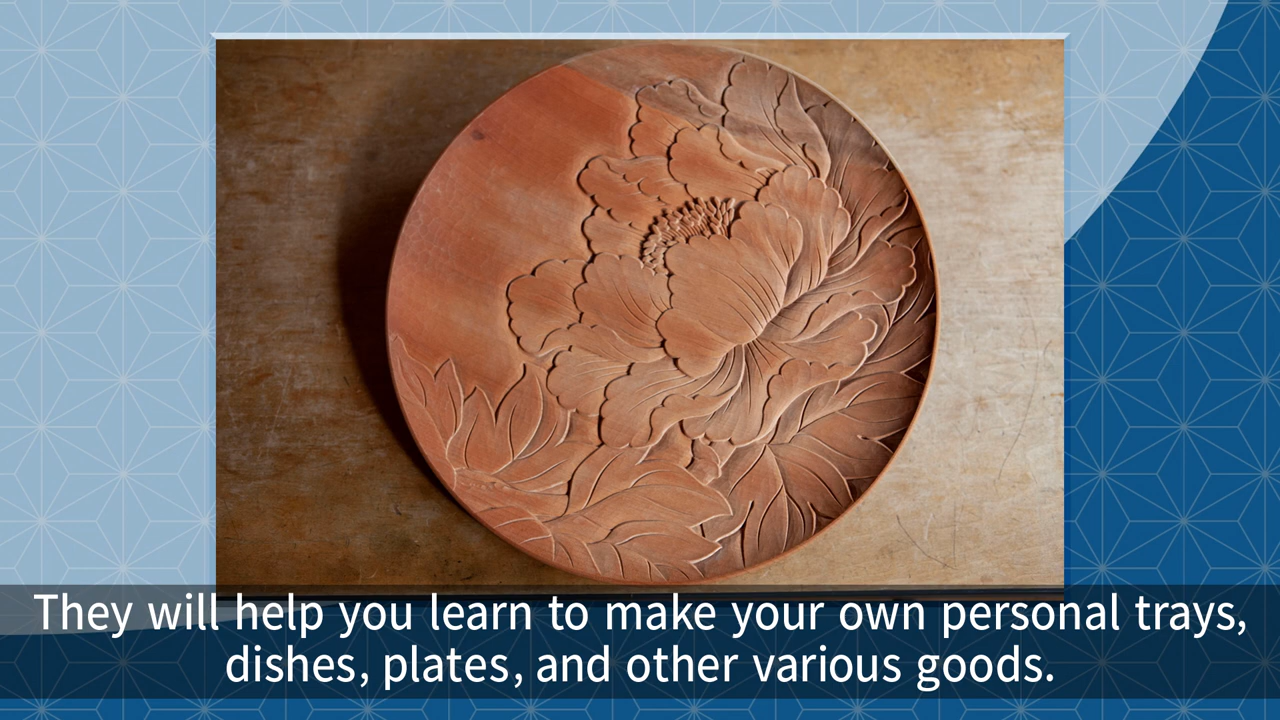 They will help you learn to make your own personal trays,
dishes, plates, and other various goods.